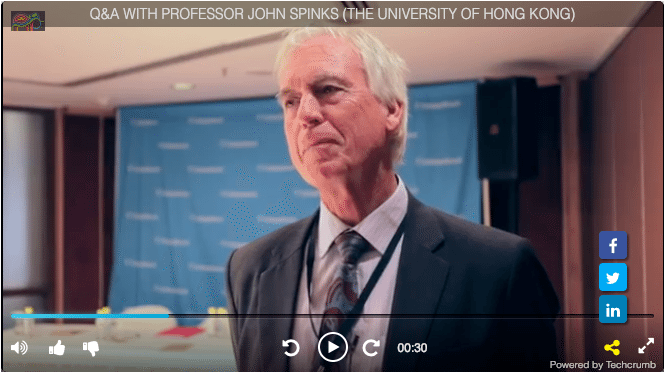 Q&A WITH PROFESSOR JOHN SPINKS (THE UNIVERSITY OF HONG KONG)
00:30
Powered by Techcrumb